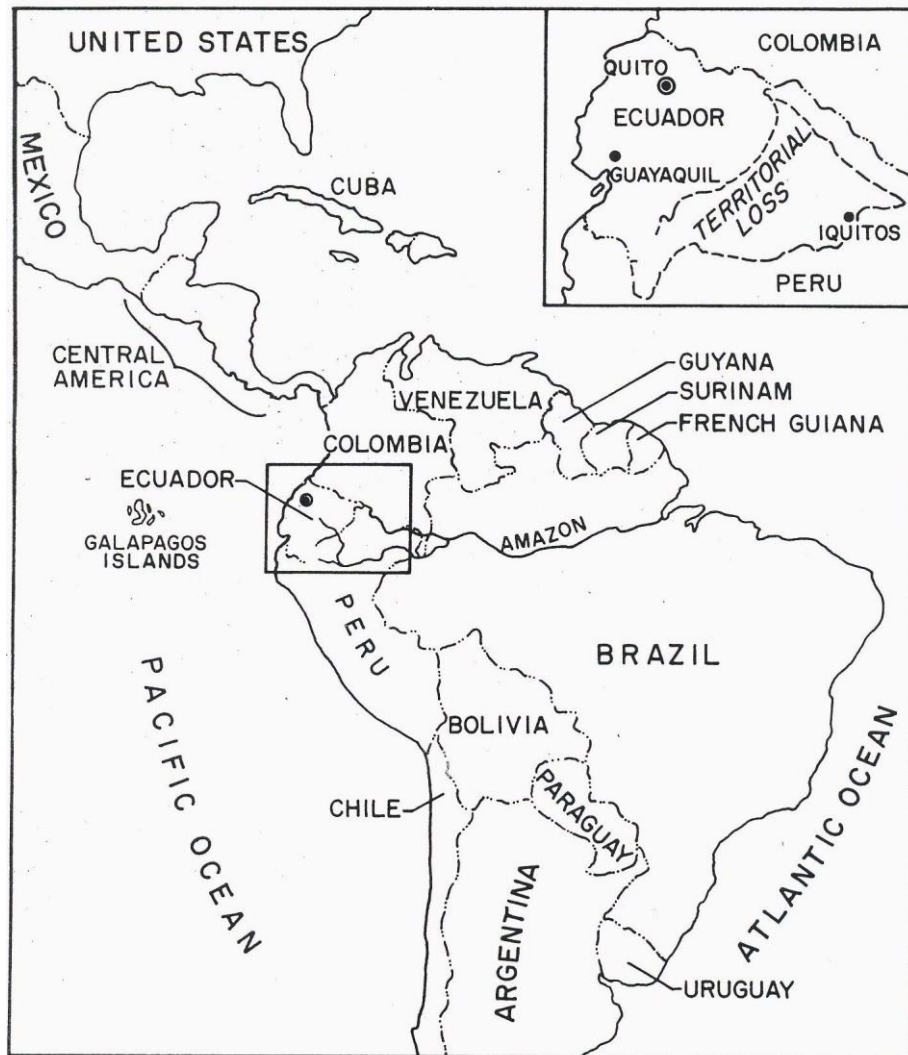 UNITED STATES
COLOMBIA
QUITO
ECUADOR
GUAYAQUIL
TERRITORIAL
LOSS
IQUITOS
PERU
MEXICO
CUBA
CENTRAL
AMERICA
GUYANA
SURINAM
FRENCH GUIANA
VENEZUELA
COLOMBIA
ECUADOR
GALAPAGOS
ISLANDS
AMAZON
PERU
BRAZIL
BOLIVIA
PARAGUAY
CHILE
ARGENTINA
URUGUAY
PACIFIC OCEAN
ATLANTIC OCEAN